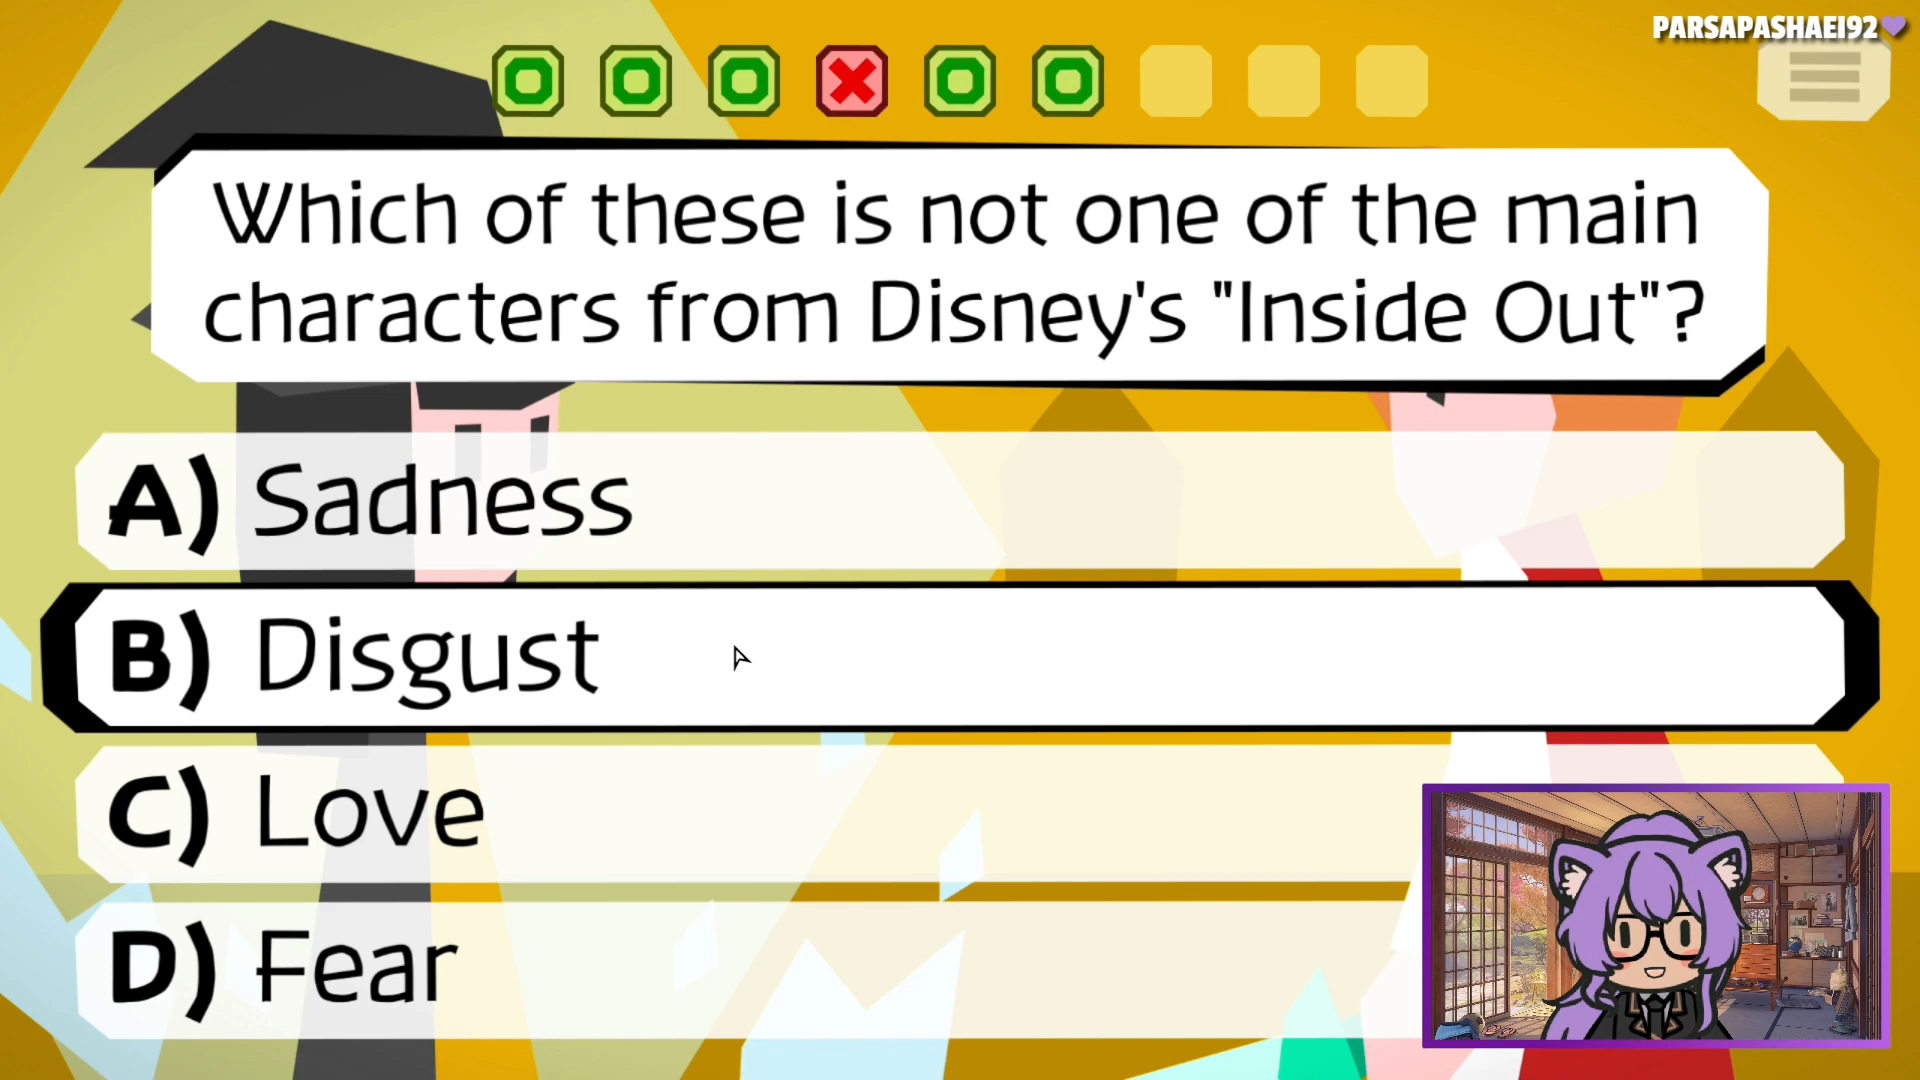 PARSAPASHAEI92
Which of these is not one of the main
characters from Disney's "Inside Out"?
A) Sadness
B) Disgust
C) Love
D) Fear